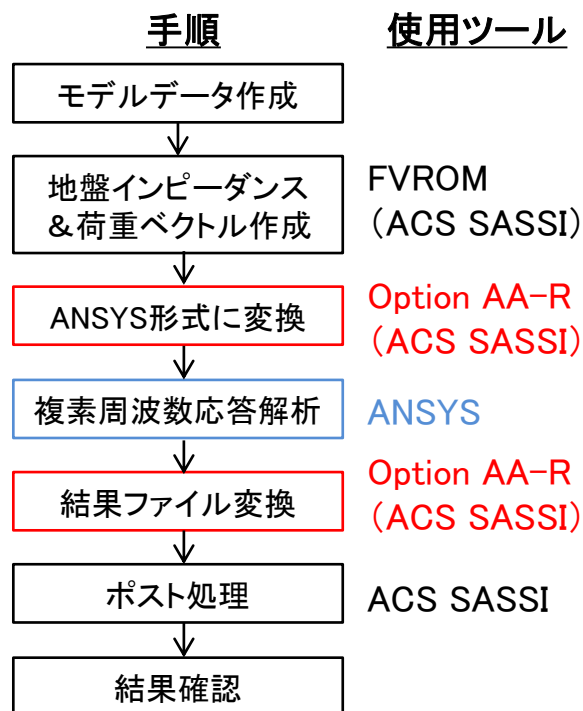 手順 使用ツール
モデルデータ作成
地盤インピーダンス
&荷重ベクトル作成
FVROM
(ACS SASSI)
ANSYS形式に変換
Option AA-R
(ACS SASSI)
複素周波数応答解析
ANSYS
結果ファイル変換
Option AA-R
(ACS SASSI)
ポスト処理
ACS SASSI
結果確認